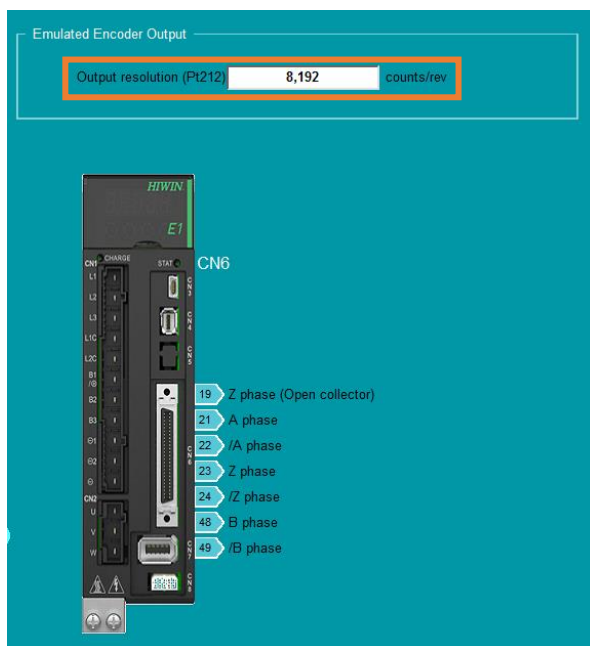 Emulated Encoder Output
Output resolution (Pt212) 8,192 counts/rev
HIWIN.
E1
CN1 CHARGE STAT CN6
L1
L2
L3
L1C
L2C
B1
/⊕
B2
B3
⊖1
⊖2
⊖
CN2
U
V
W
CN3
CN4
CN5
CN6
CN7
CN8
19 Z phase (Open collector)
21 A phase
22 /A phase
23 Z phase
24 /Z phase
48 B phase
49 /B phase